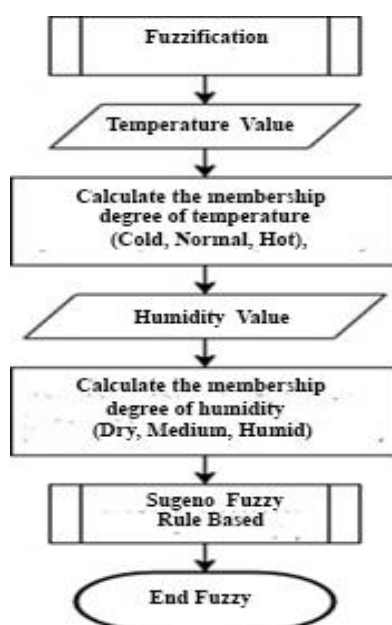 Fuzzification
Temperature Value
Calculate the membership
degree of temperature
(Cold, Normal, Hot),
Humidity Value
Calculate the membership
degree of humidity
(Dry, Medium, Humid)
Sugeno Fuzzy
Rule Based
End Fuzzy